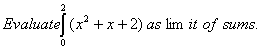 Evaluate∫₀²(x² + x + 2) as lim it of sums.